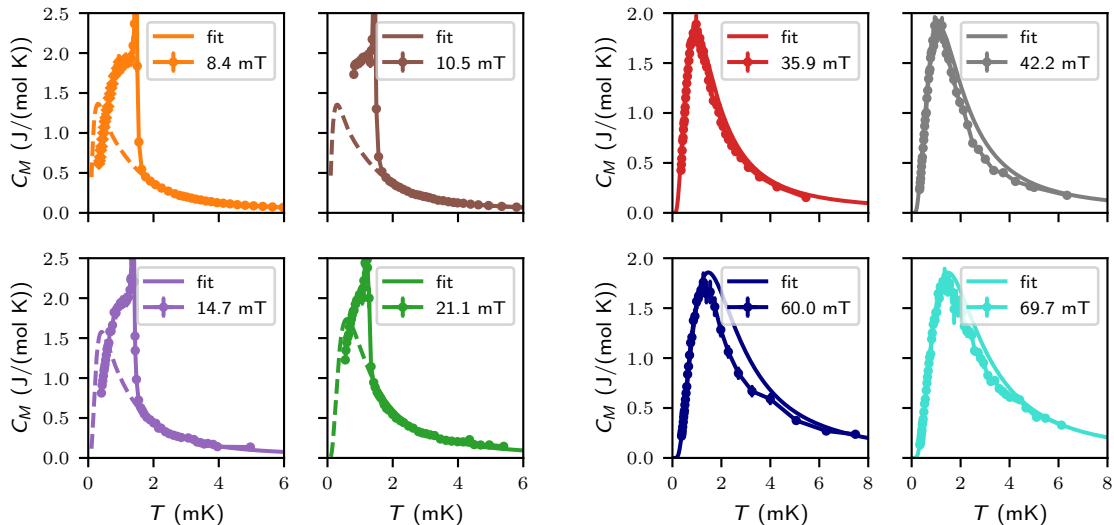 C_M (J/(mol K))
2.5
2.0
1.5
1.0
0.5
0.0
fit
8.4 mT
fit
10.5 mT
C_M (J/(mol K))
2.0
1.5
1.0
0.5
0.0
fit
35.9 mT
fit
42.2 mT
C_M (J/(mol K))
2.5
2.0
1.5
1.0
0.5
0.0
fit
14.7 mT
0 2 4 6
T (mK)
fit
21.1 mT
0 2 4 6
T (mK)
C_M (J/(mol K))
2.0
1.5
1.0
0.5
0.0
fit
60.0 mT
0 2 4 6
T (mK)
fit
69.7 mT
0 2 4 6 8
T (mK)